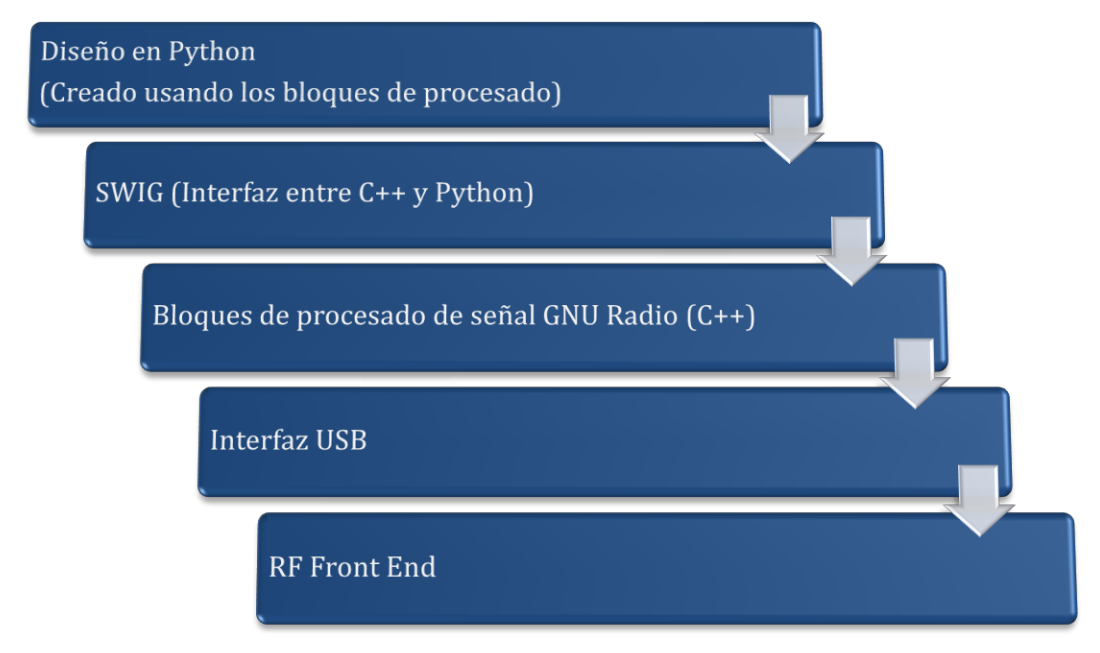 Diseño en Python
(Creado usando los bloques de procesado)
SWIG (Interfaz entre C++ y Python)
Bloques de procesado de señal GNU Radio (C++)
Interfaz USB
RF Front End